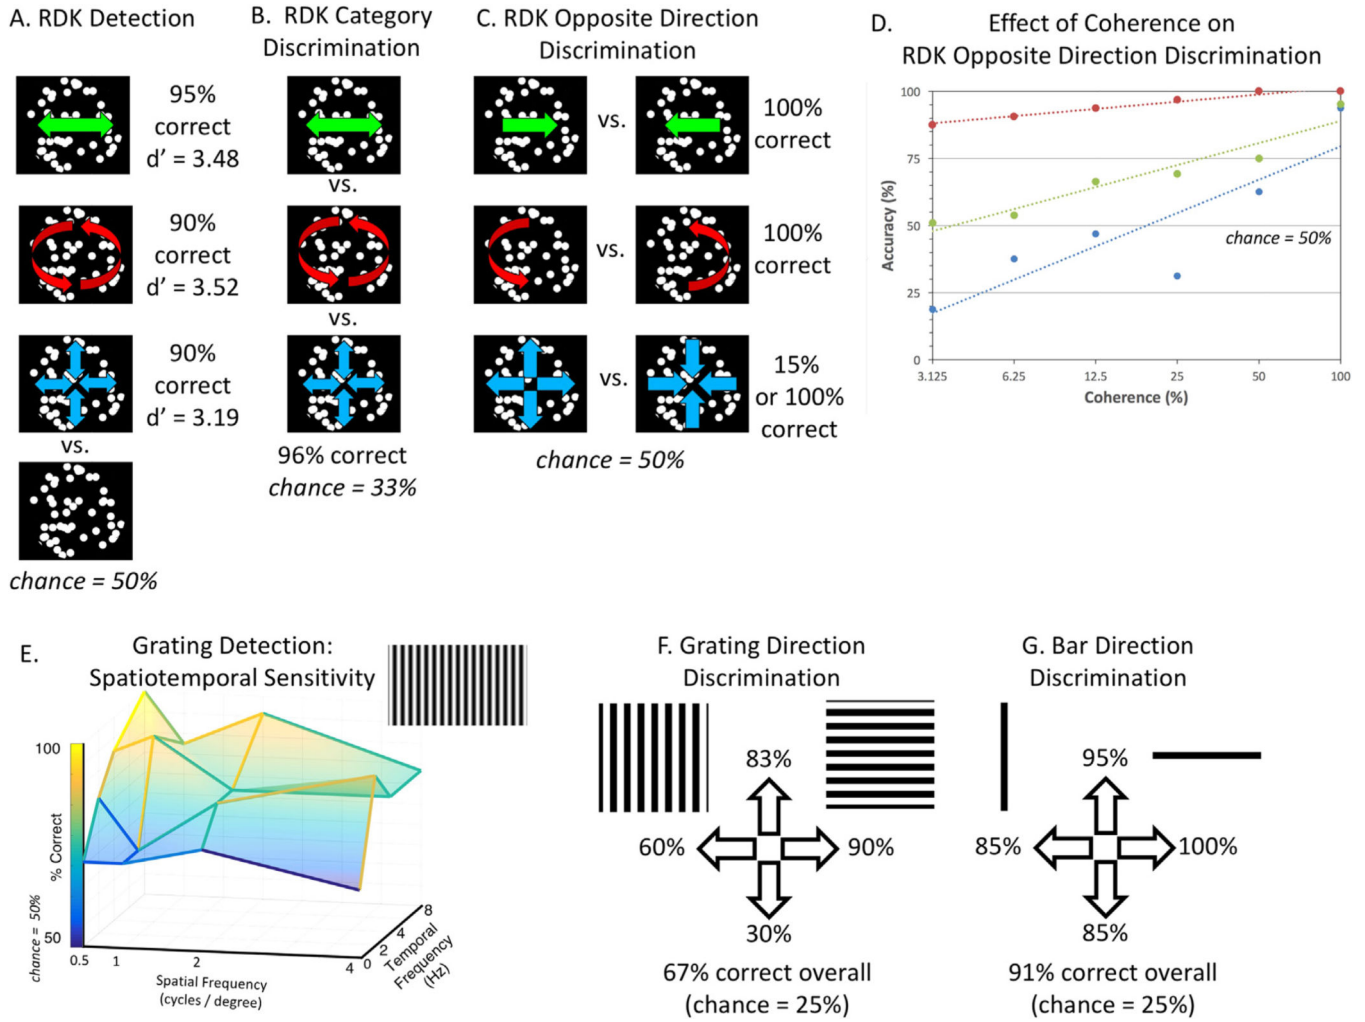 A. RDK Detection
95%
correct
d' = 3.48
90%
correct
d' = 3.52
90%
correct
d' = 3.19
vs.
chance = 50%
B. RDK Category
Discrimination
vs.
vs.
96% correct
chance = 33%
C. RDK Opposite Direction
Discrimination
vs.
100%
correct
vs.
100%
correct
vs.
15%
or 100%
correct
chance = 50%
D.
Effect of Coherence on
RDK Opposite Direction Discrimination
100
75
50
25
0
Accuracy (%)
chance = 50%
3.125 6.25 12.5 25 50 100
Coherence (%)
E.
Grating Detection:
Spatiotemporal Sensitivity
100
50
% Correct
chance = 50%
0.5 1 2 4
Spatial Frequency
(cycles / degree)
0 2 4 8
Temporal
Frequency
(Hz)
F. Grating Direction
Discrimination
83%
60% 90%
30%
67% correct overall
(chance = 25%)
G. Bar Direction
Discrimination
95%
85% 100%
85%
91% correct overall
(chance = 25%)